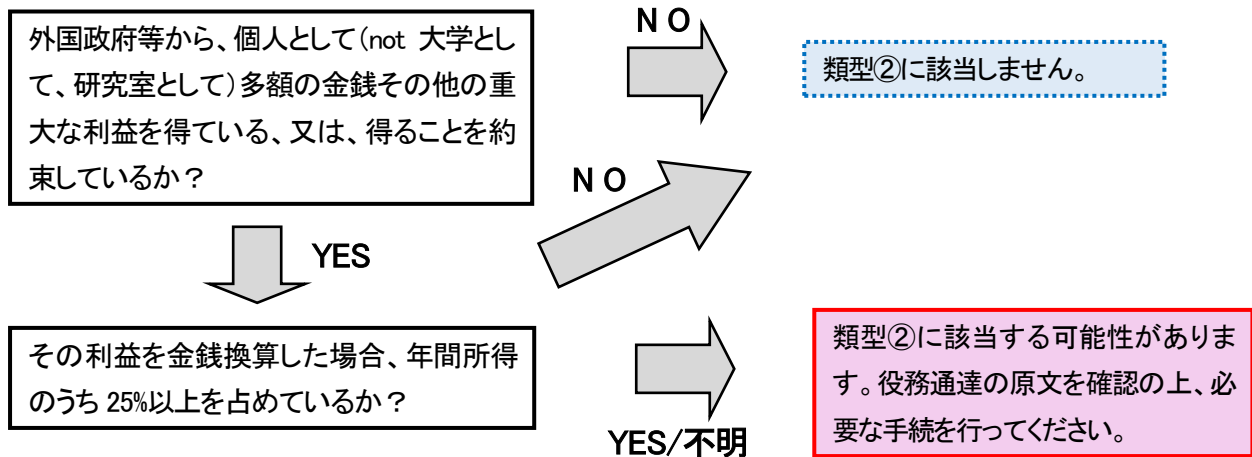 外国政府等から、個人として(not 大学とし
て、研究室として)多額の金銭その他の重
大な利益を得ている、又は、得ることを約
束しているか？
NO
類型②に該当しません。
NO
YES
その利益を金銭換算した場合、年間所得
のうち 25%以上を占めているか？
YES/不明
類型②に該当する可能性がありま
す。役務通達の原文を確認の上、必
要な手続を行ってください。